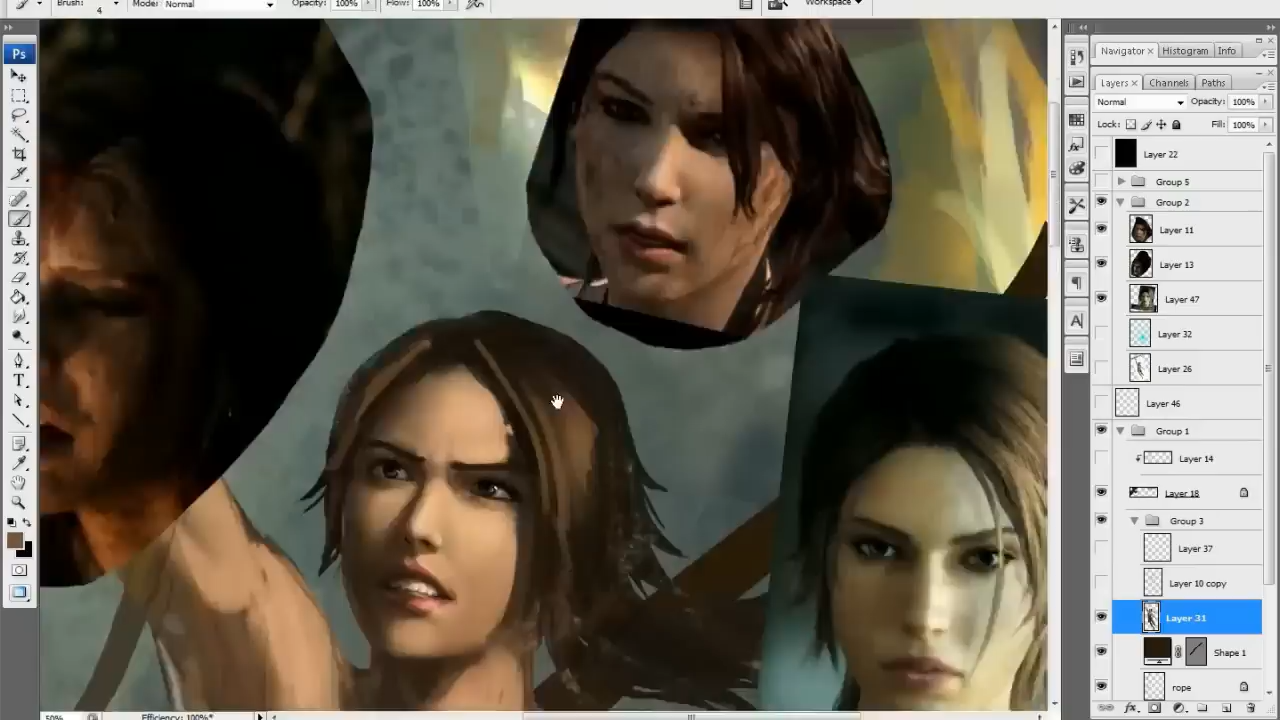 Brush: 4 Mode: Normal Opacity: 100% Flow: 100% Workspace
Ps
Navigator × Histogram Info
Layers × Channels Paths
Normal Opacity: 100%
Lock: Fill: 100%
Layer 22
Group 5
Group 2
Layer 11
Layer 13
Layer 47
Layer 32
Layer 26
Layer 46
Group 1
Layer 14
Layer 18
Group 3
Layer 37
Layer 10 copy
Layer 31
Shape 1
rope
50% Efficiency: 100%*